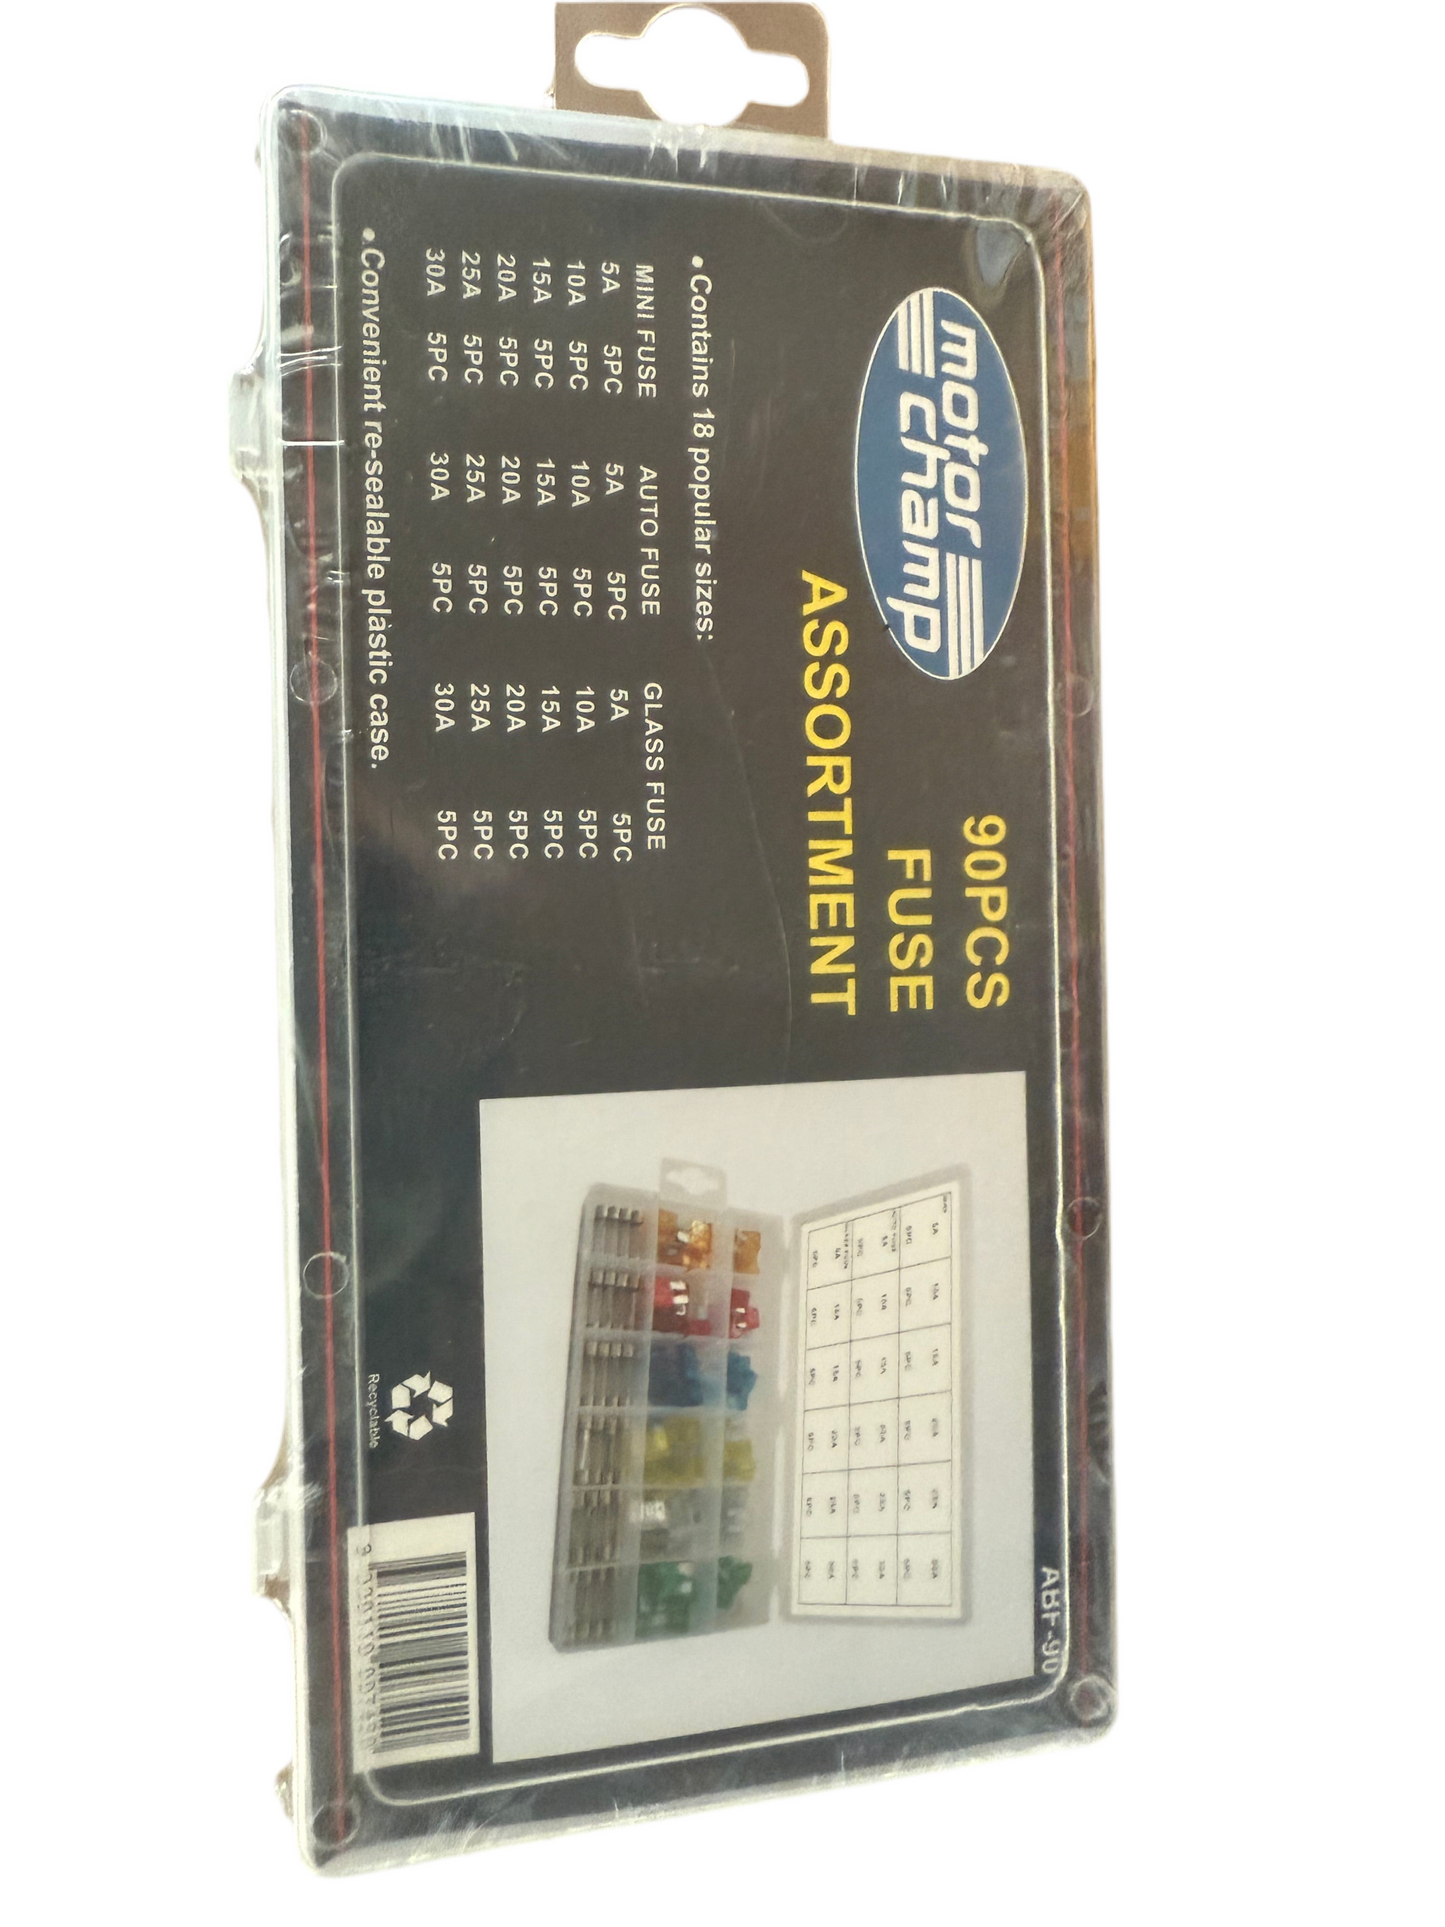 motor
champ
90PCS
FUSE
ASSORTMENT
• Contains 18 popular sizes:
MINI FUSE AUTO FUSE GLASS FUSE
5A 5PC 5A 5PC 5A 5PC
10A 5PC 10A 5PC 10A 5PC
15A 5PC 15A 5PC 15A 5PC
20A 5PC 20A 5PC 20A 5PC
25A 5PC 25A 5PC 25A 5PC
30A 5PC 30A 5PC 30A 5PC
• Convenient re-sealable plastic case.
Recyclable